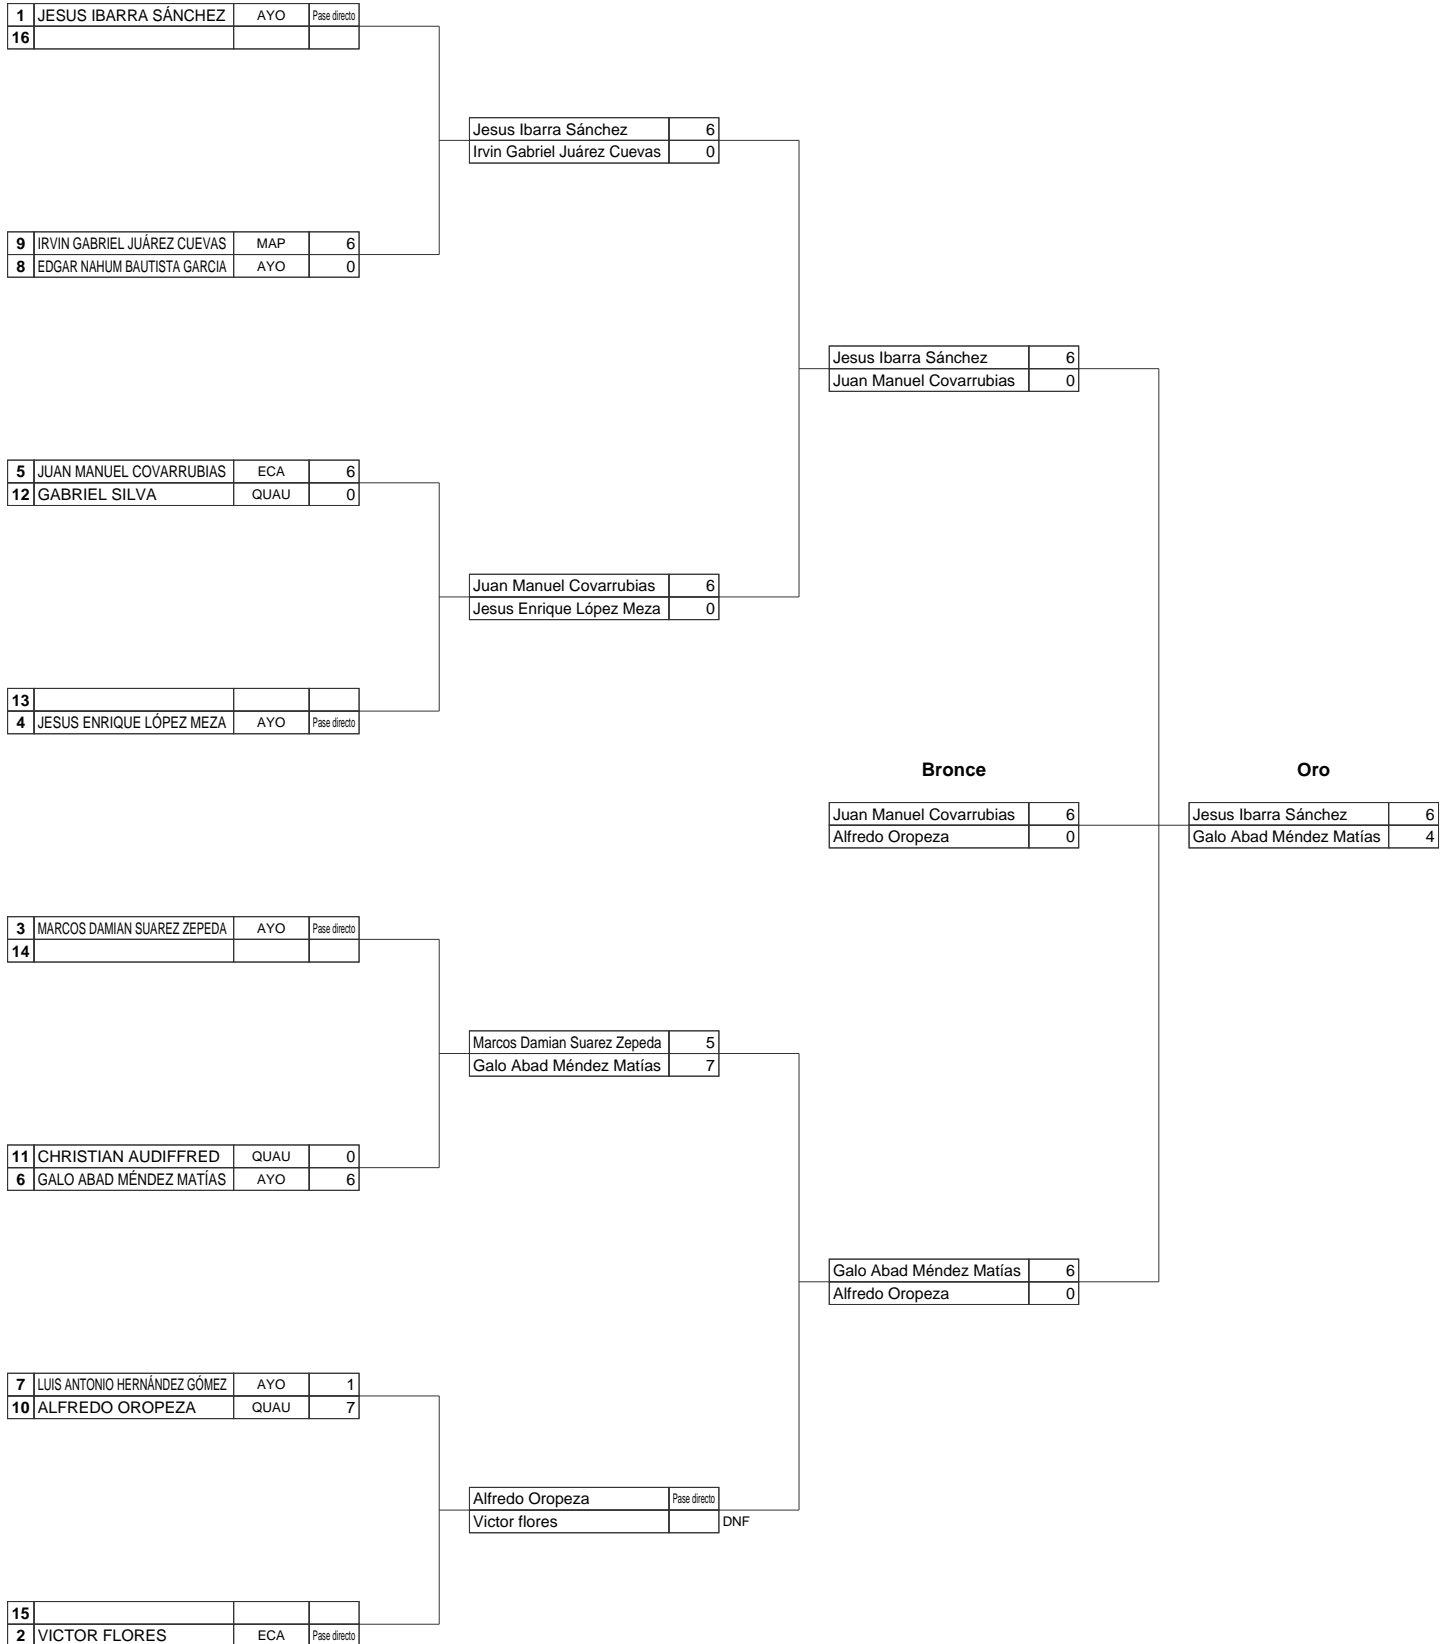 1 JESUS IBARRA SÁNCHEZ AYO Pase directo
16
Jesus Ibarra Sánchez 6
Irvin Gabriel Juárez Cuevas 0
9 IRVIN GABRIEL JUÁREZ CUEVAS MAP 6
8 EDGAR NAHUM BAUTISTA GARCIA AYO 0
Jesus Ibarra Sánchez 6
Juan Manuel Covarrubias 0
5 JUAN MANUEL COVARRUBIAS ECA 6
12 GABRIEL SILVA QUAU 0
Juan Manuel Covarrubias 6
Jesus Enrique López Meza 0
13
4 JESUS ENRIQUE LÓPEZ MEZA AYO Pase directo
Bronce Oro
Juan Manuel Covarrubias 6 Jesus Ibarra Sánchez 6
Alfredo Oropeza 0 Galo Abad Méndez Matías 4
3 MARCOS DAMIAN SUAREZ ZEPEDA AYO Pase directo
14
Marcos Damian Suarez Zepeda 5
Galo Abad Méndez Matías 7
11 CHRISTIAN AUDIFFRED QUAU 0
6 GALO ABAD MÉNDEZ MATÍAS AYO 6
Galo Abad Méndez Matías 6
Alfredo Oropeza 0
7 LUIS ANTONIO HERNÁNDEZ GÓMEZ AYO 1
10 ALFREDO OROPEZA QUAU 7
Alfredo Oropeza Pase directo
Victor flores DNF
15
2 VICTOR FLORES ECA Pase directo